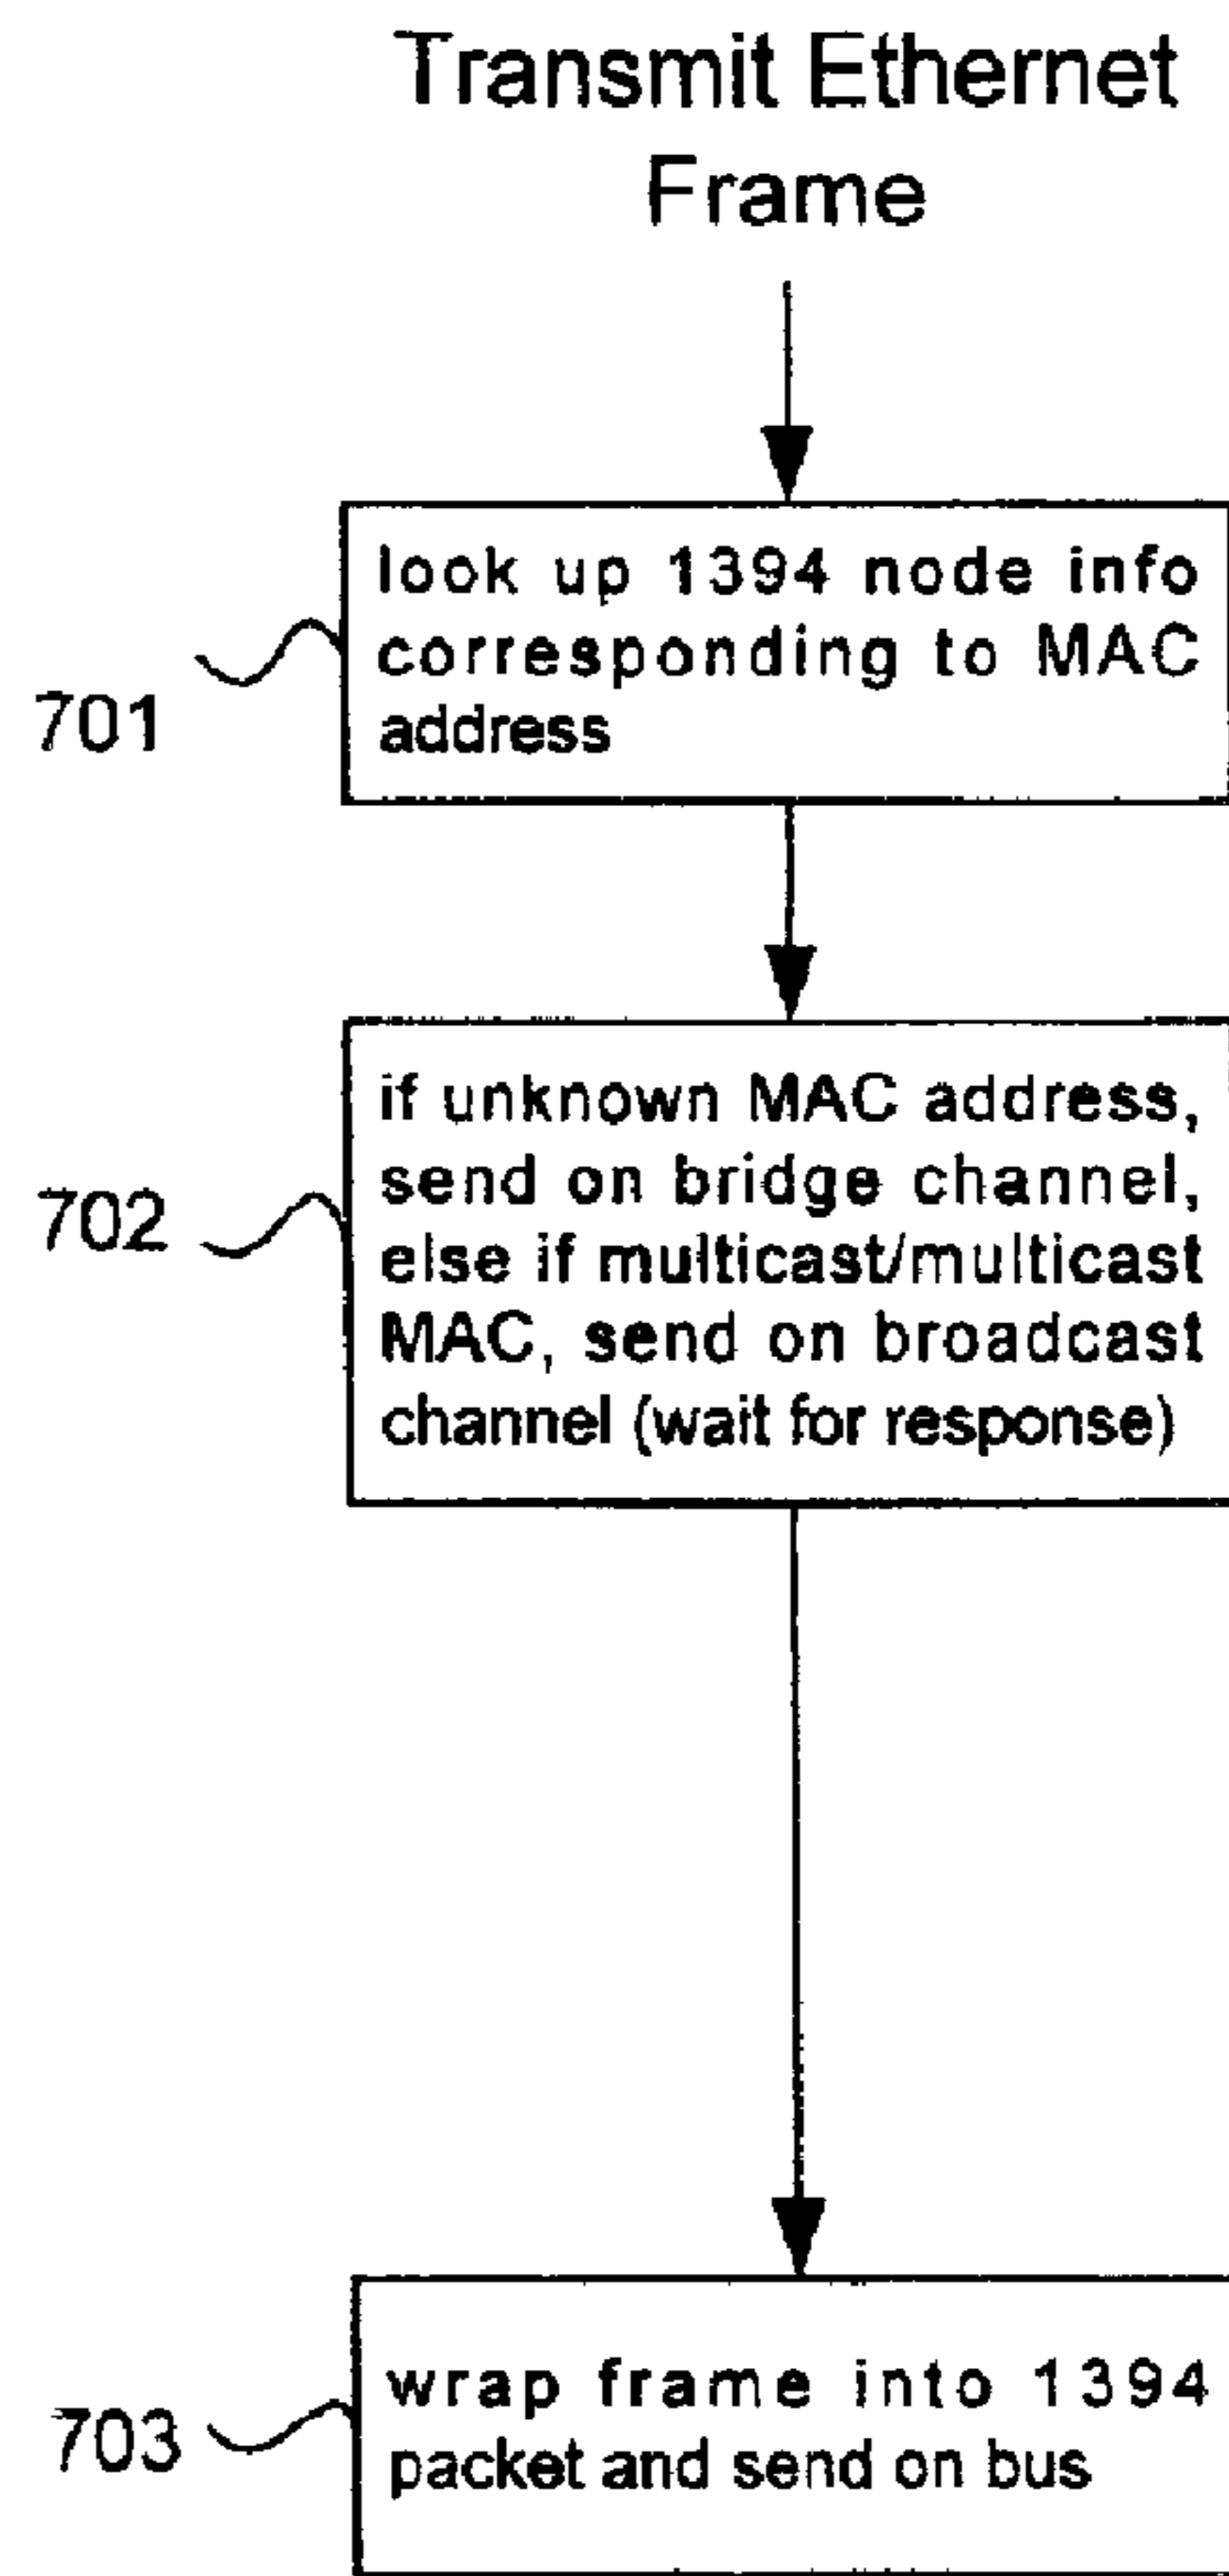 Transmit Ethernet
Frame
look up 1394 node info
corresponding to MAC
address
701
if unknown MAC address,
send on bridge channel,
else if multicast/multicast
MAC, send on broadcast
channel (wait for response)
702
wrap frame into 1394
packet and send on bus
703